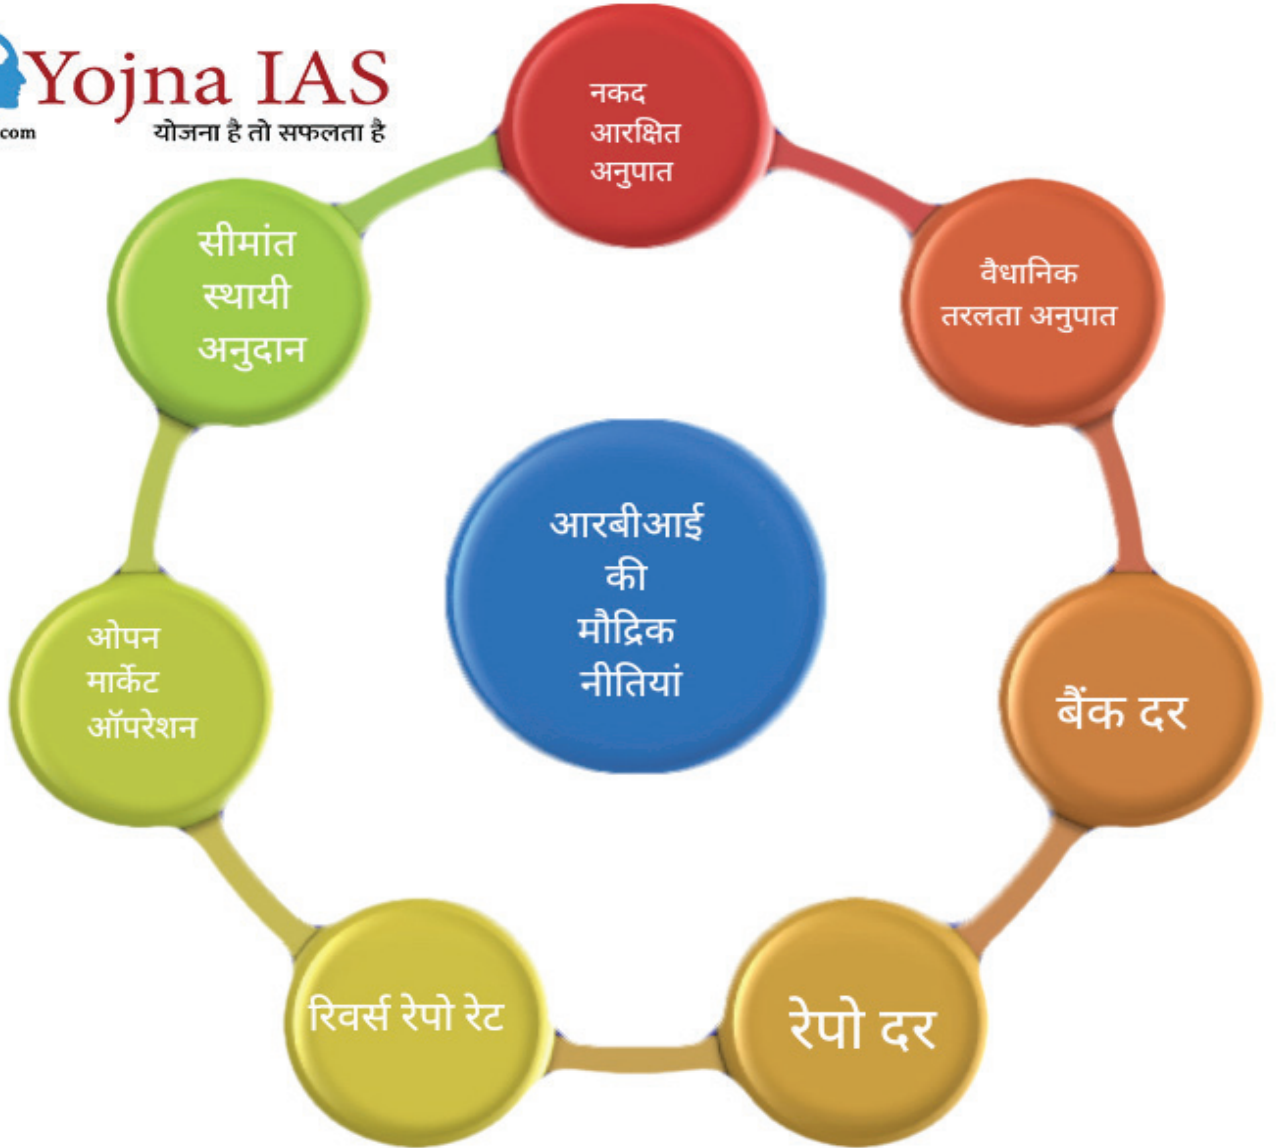 Yojna IAS
com
योजना है तो सफलता है
नकद
आरक्षित
अनुपात
वैधानिक
तरलता अनुपात
बैंक दर
रेपो दर
रिवर्स रेपो रेट
ओपन
मार्केट
ऑपरेशन
सीमांत
स्थायी
अनुदान
आरबीआई
की
मौद्रिक
नीतियां